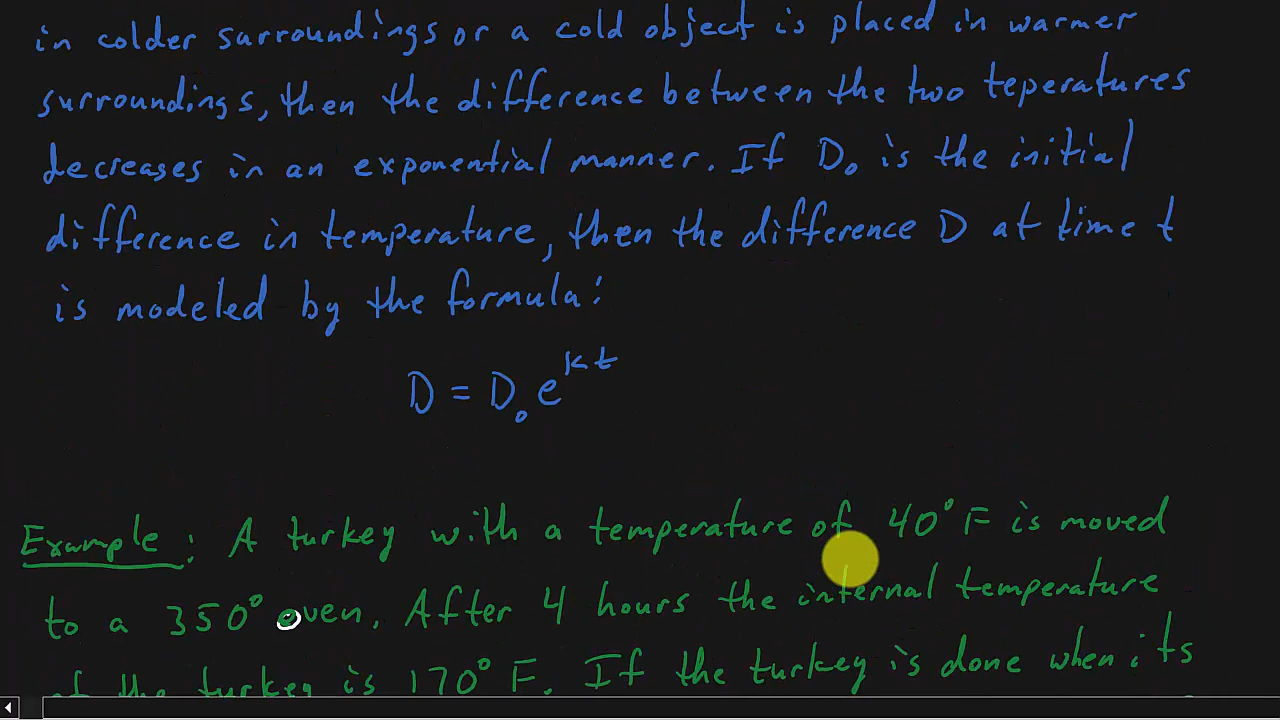 in colder surroundings or a cold object is placed in warmer
surroundings, then the difference between the two teperatures
decreases in an exponential manner. If D₀ is the initial
difference in temperature, then the difference D at time t
is modeled by the formula:
D = D₀e^kt
Example: A turkey with a temperature of 40°F is moved
to a 350° oven. After 4 hours the internal temperature
of the turkey is 170°F. If the turkey is done when its